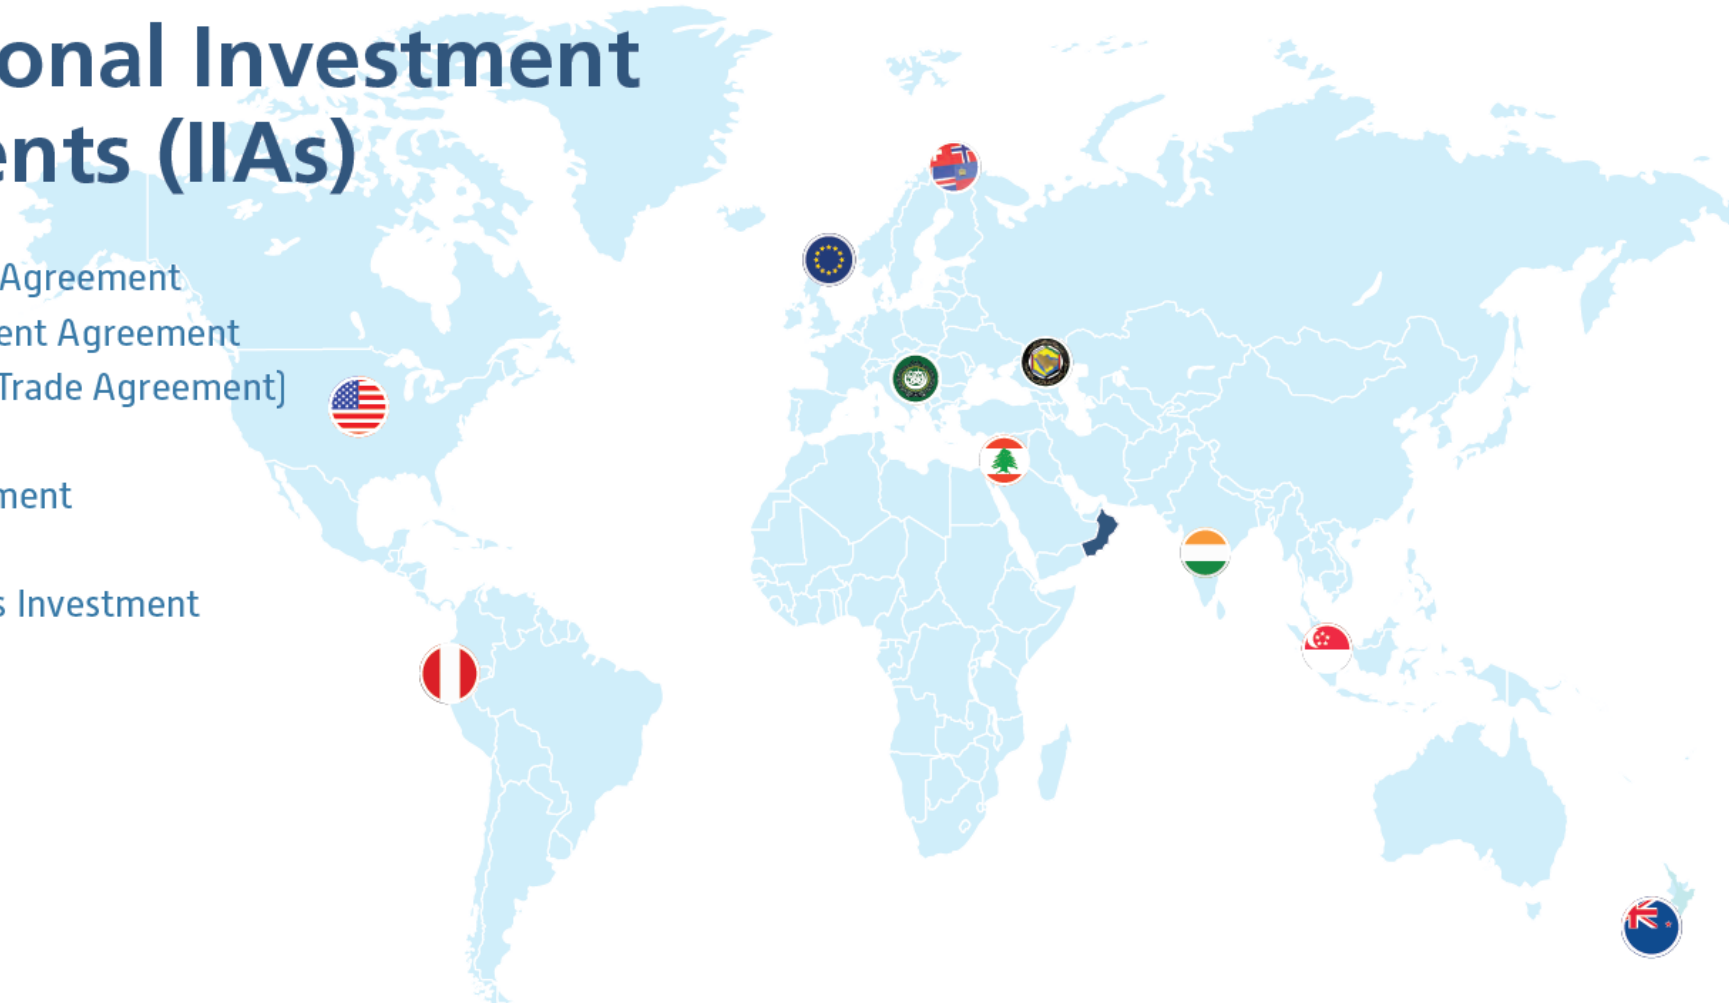 onal Investment
ents (IIAs)
Agreement
ent Agreement
Trade Agreement)
ment
s Investment